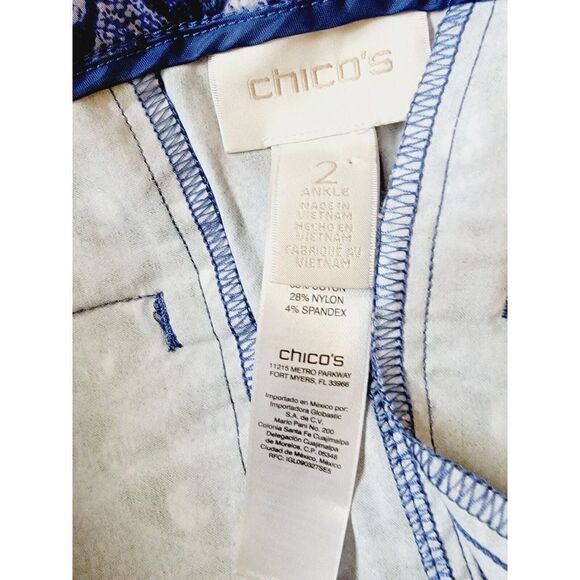 chico's
2
ANKLE
MADE IN
VIETNAM
HECHO EN
VIETNAM
FABRIQUÉ AU
VIETNAM
28% NYLON
4% SPANDEX
chico's
11215 METRO PARKWAY
FORT MYERS, FL 33966
Importado en México por:
Importadora Globastic
S.A. de C.V.
Mario Pani No. 200
Colonia Santa Fe Cuajimalpa
Delegación Cuajimalpa
de Morelos, C.P. 05348
Ciudad de México, México
RFC: IGL090327SE5